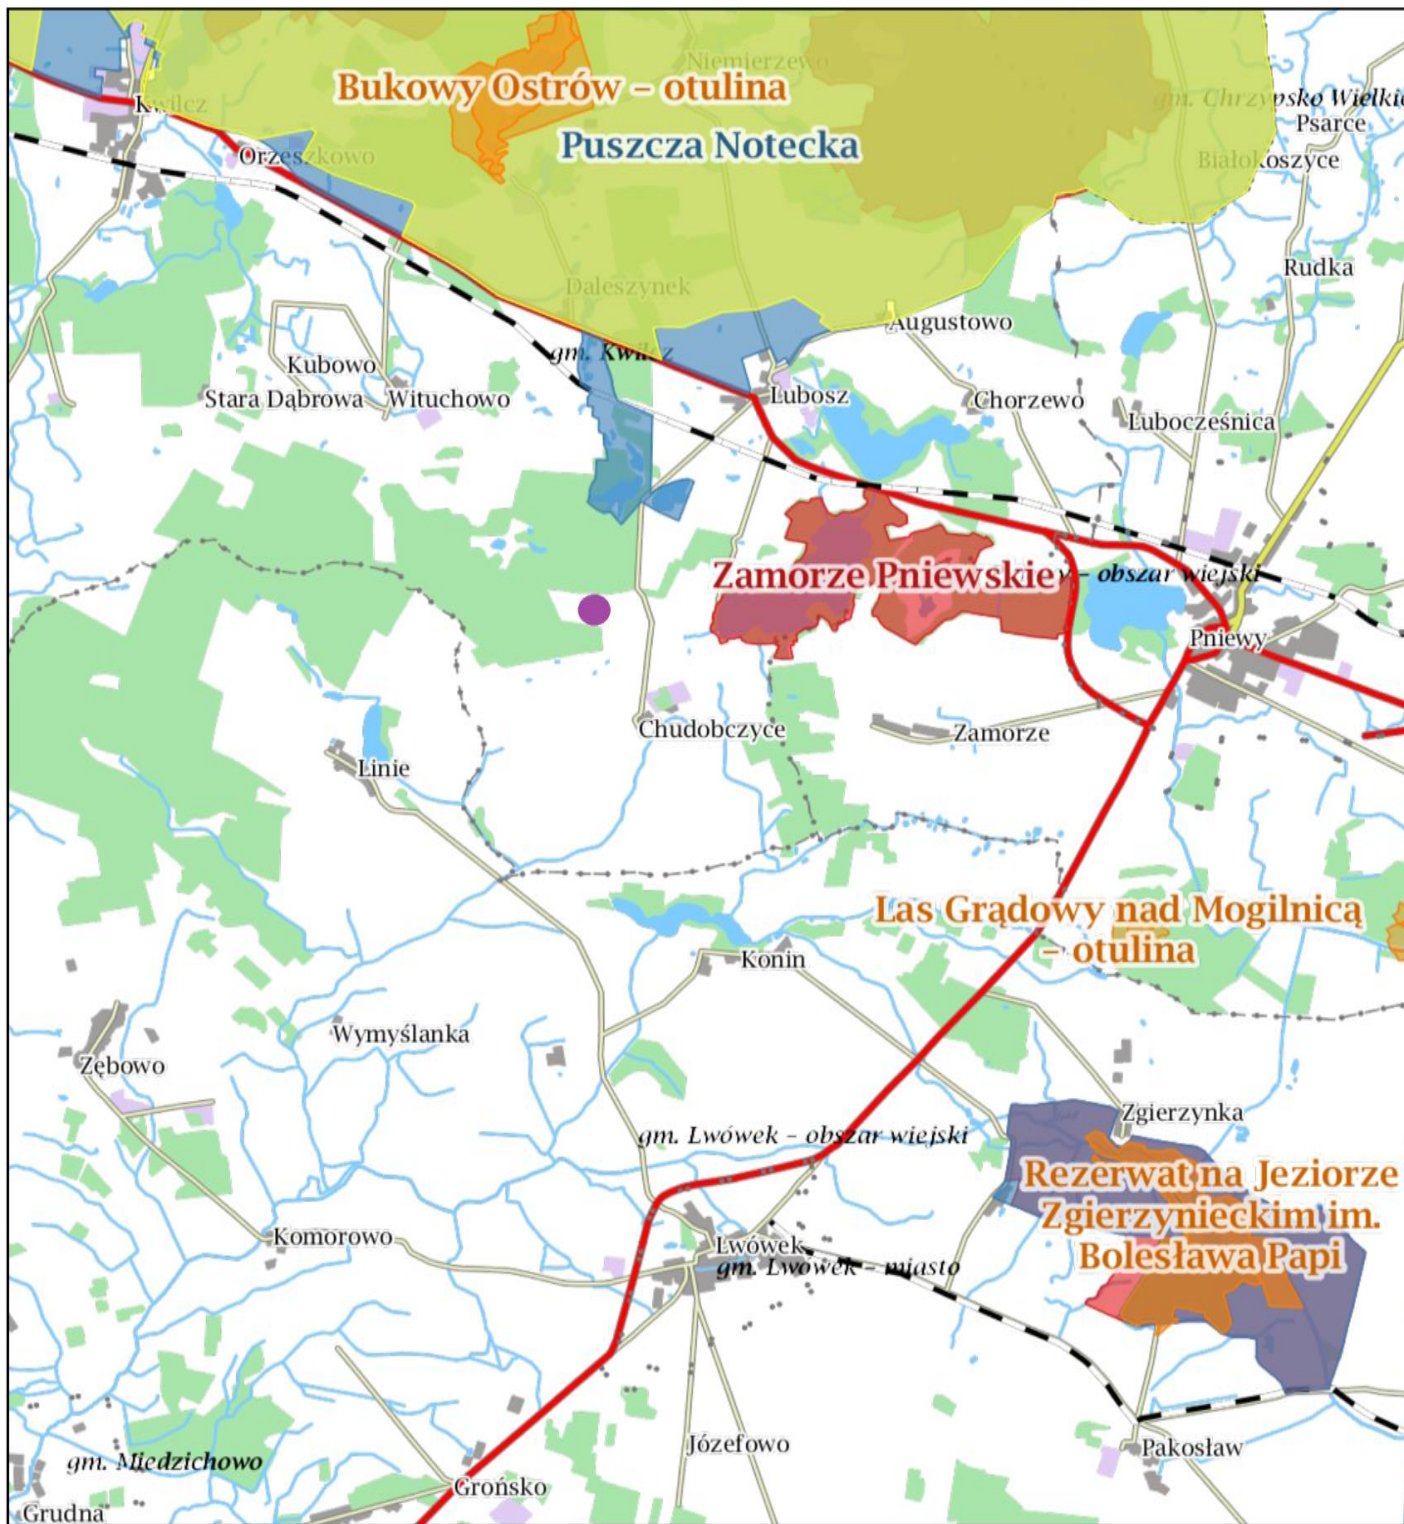 Niemierzewo
Bukowy Ostrów – otulina
Kwilcz
gm. Chrzypsko Wielkie
Psarce
Puszcza Notecka
Orzeszkowo
Białokoszyce
Rudka
Daleszynek
Augustowo
gm. Kwilcz
Kubowo
Stara Dąbrowa
Wituchowo
Lubosz
Chorzewo
Lubocześnica
Zamorze Pniewskie
– obszar wiejski
Pniewy
Chudobczyce
Zamorze
Linie
Las Grądowy nad Mogilnicą
– otulina
Konin
Wymyślanka
Zębowo
Zgierzynka
gm. Lwówek – obszar wiejski
Rezerwat na Jeziorze
Zgierzynieckim im.
Bolesława Papi
Komorowo
Lwówek
gm. Lwówek – miasto
Józefowo
Pakosław
gm. Miedzichowo
Grońsko
Grudna